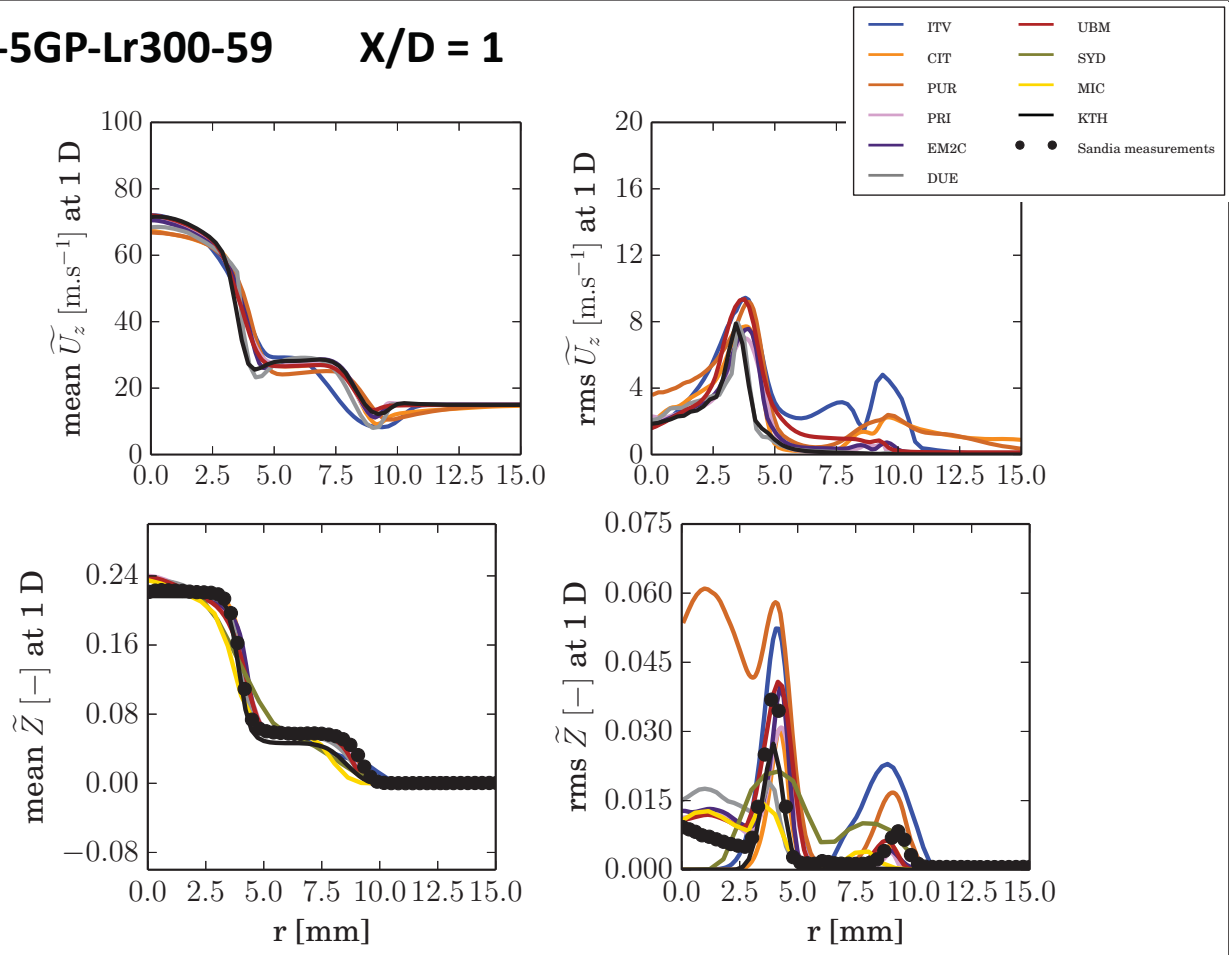 -5GP-Lr300-59 X/D = 1
ITV
CIT
PUR
PRI
EM2C
DUE
UBM
SYD
MIC
KTH
Sandia measurements
mean Ũz [m.s⁻¹] at 1 D
100
80
60
40
20
0
0.0 2.5 5.0 7.5 10.0 12.5 15.0
rms Ũz [m.s⁻¹] at 1 D
20
16
12
8
4
0
0.0 2.5 5.0 7.5 10.0 12.5 15.0
mean Z̃ [−] at 1 D
0.24
0.16
0.08
0.00
−0.08
0.0 2.5 5.0 7.5 10.0 12.5 15.0
r [mm]
rms Z̃ [−] at 1 D
0.075
0.060
0.045
0.030
0.015
0.000
0.0 2.5 5.0 7.5 10.0 12.5 15.0
r [mm]